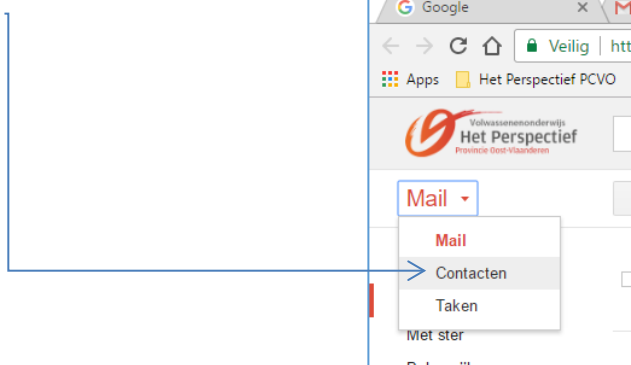 Google
Veilig | htt
Apps Het Perspectief PCVO
Volwassenenonderwijs
Het Perspectief
Provincie Oost-Vlaanderen
Mail
Mail
Contacten
Taken
Met ster